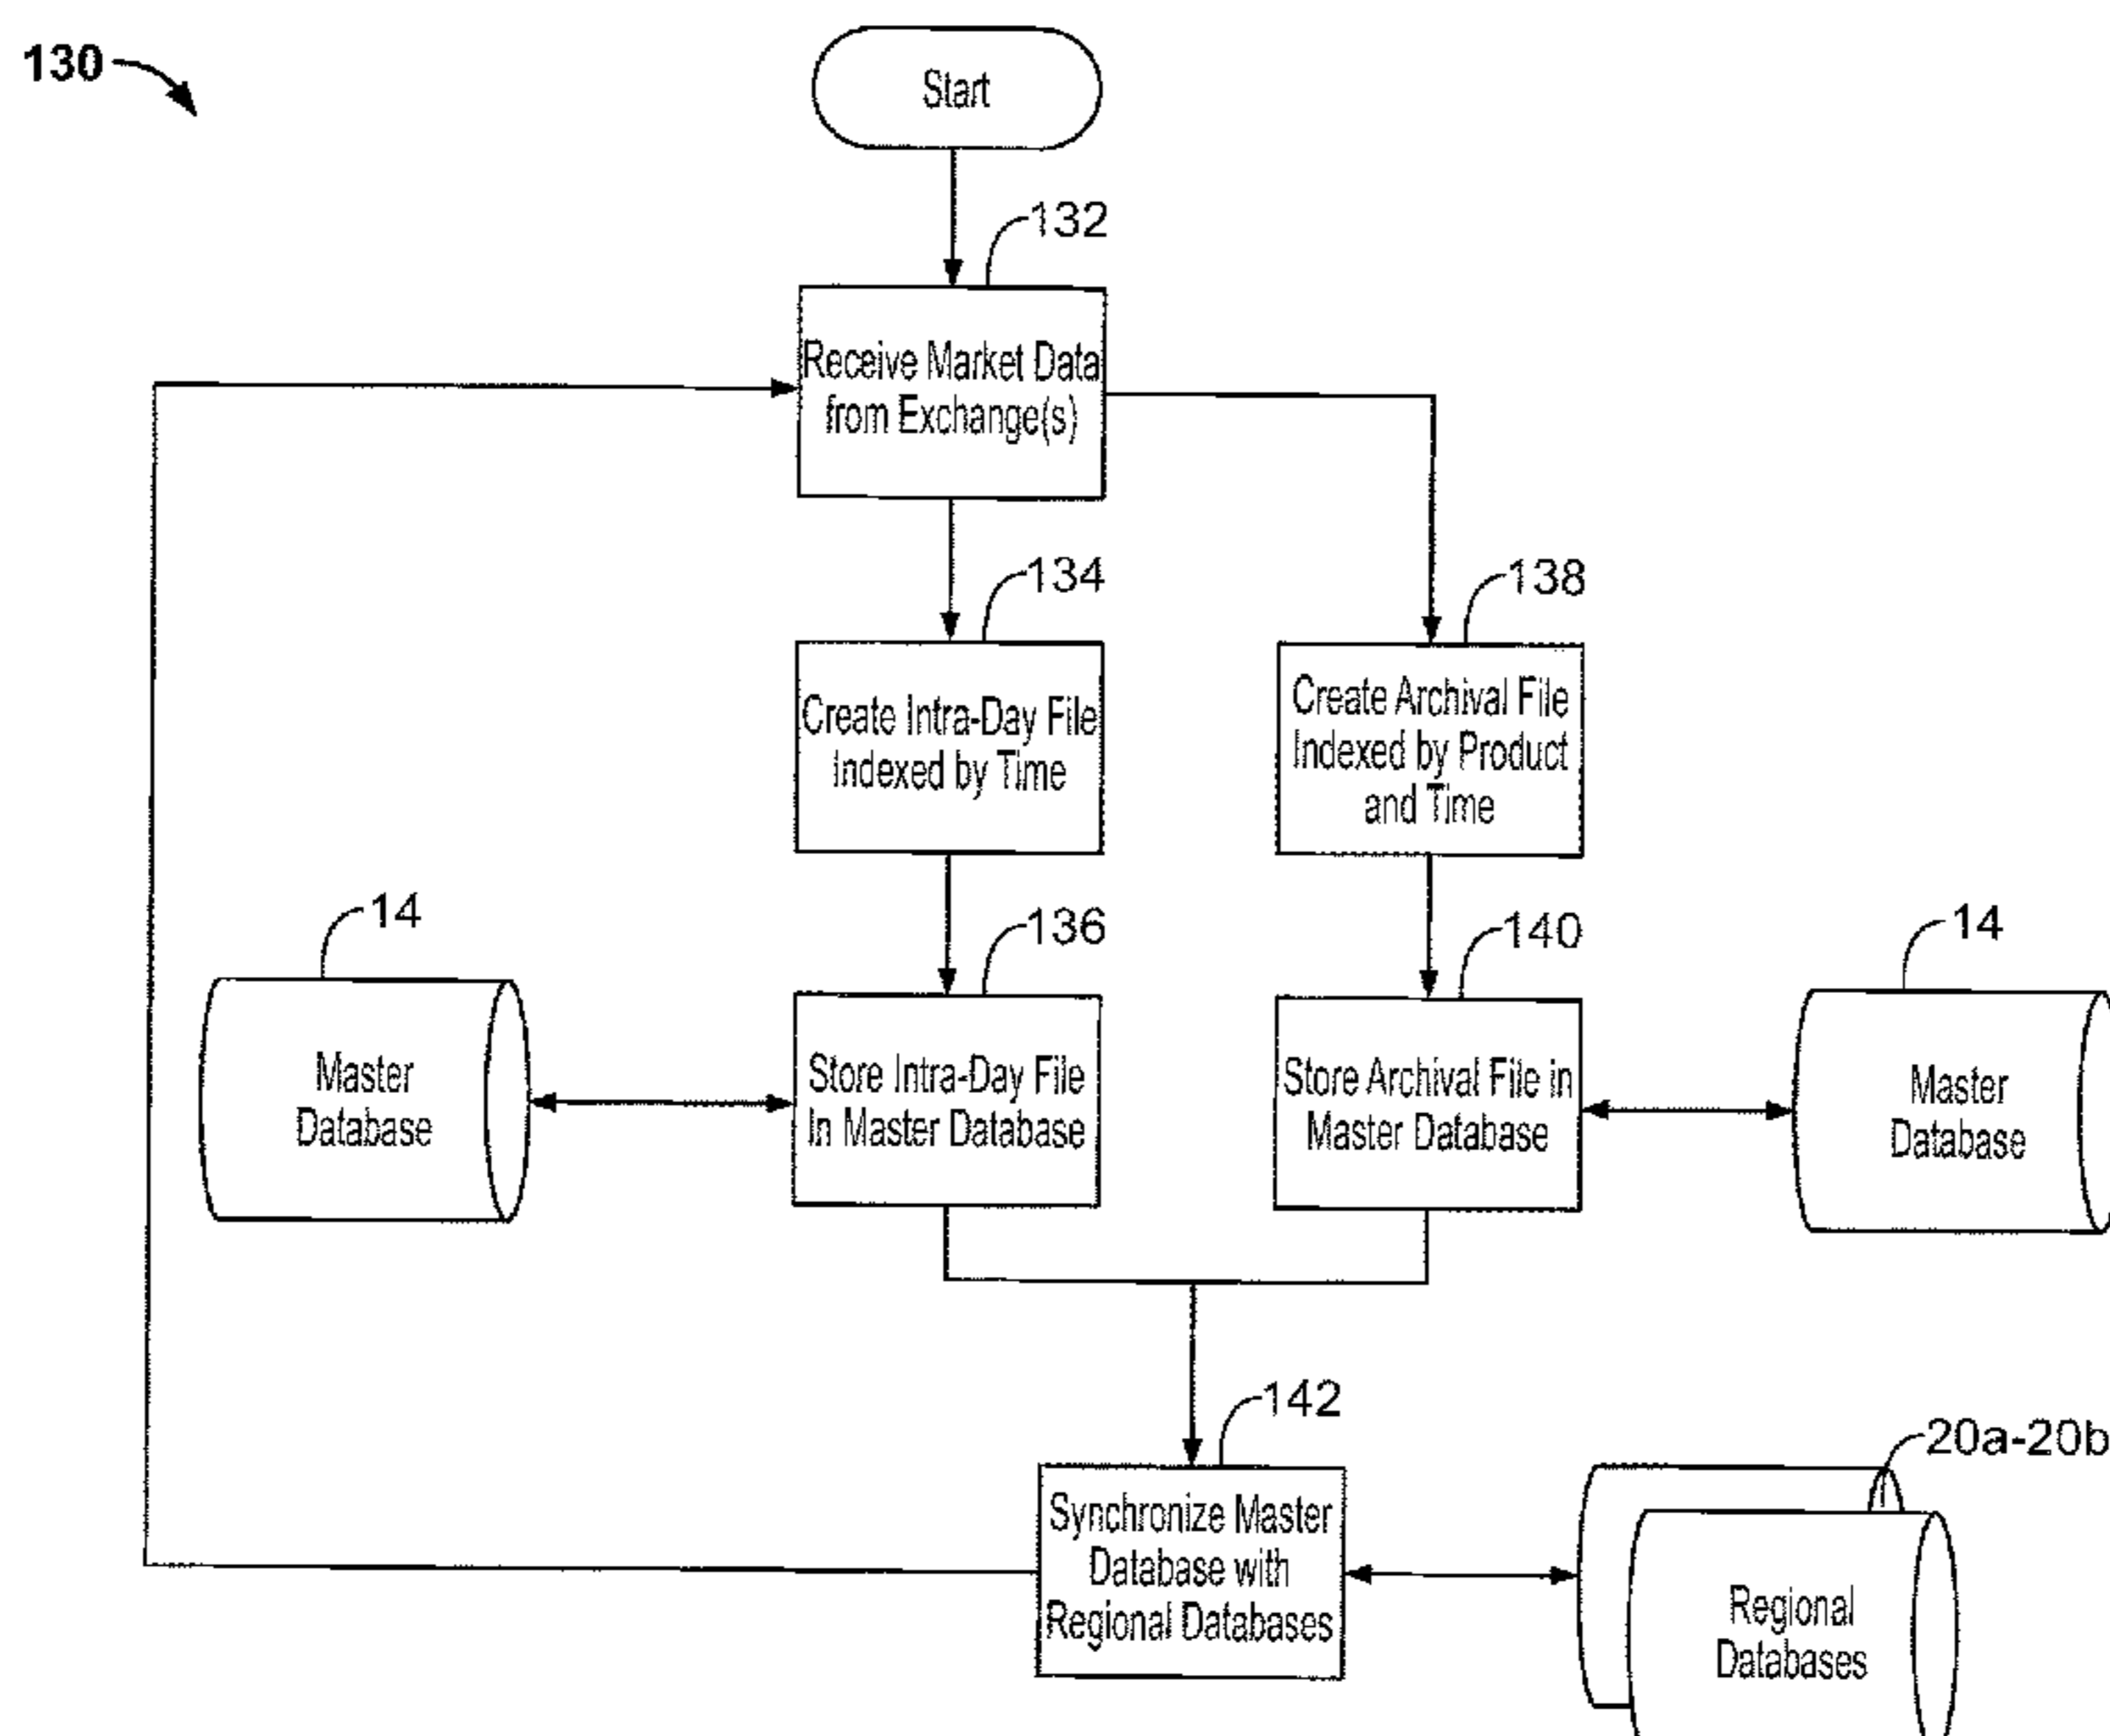 130
Start
132
Receive Market Data
from Exchange(s)
134
138
Create Intra-Day File
Indexed by Time
Create Archival File
Indexed by Product
and Time
14
136
140
14
Master
Database
Store Intra-Day File
In Master Database
Store Archival File in
Master Database
Master
Database
142
20a-20b
Synchronize Master
Database with
Regional Databases
Regional
Databases